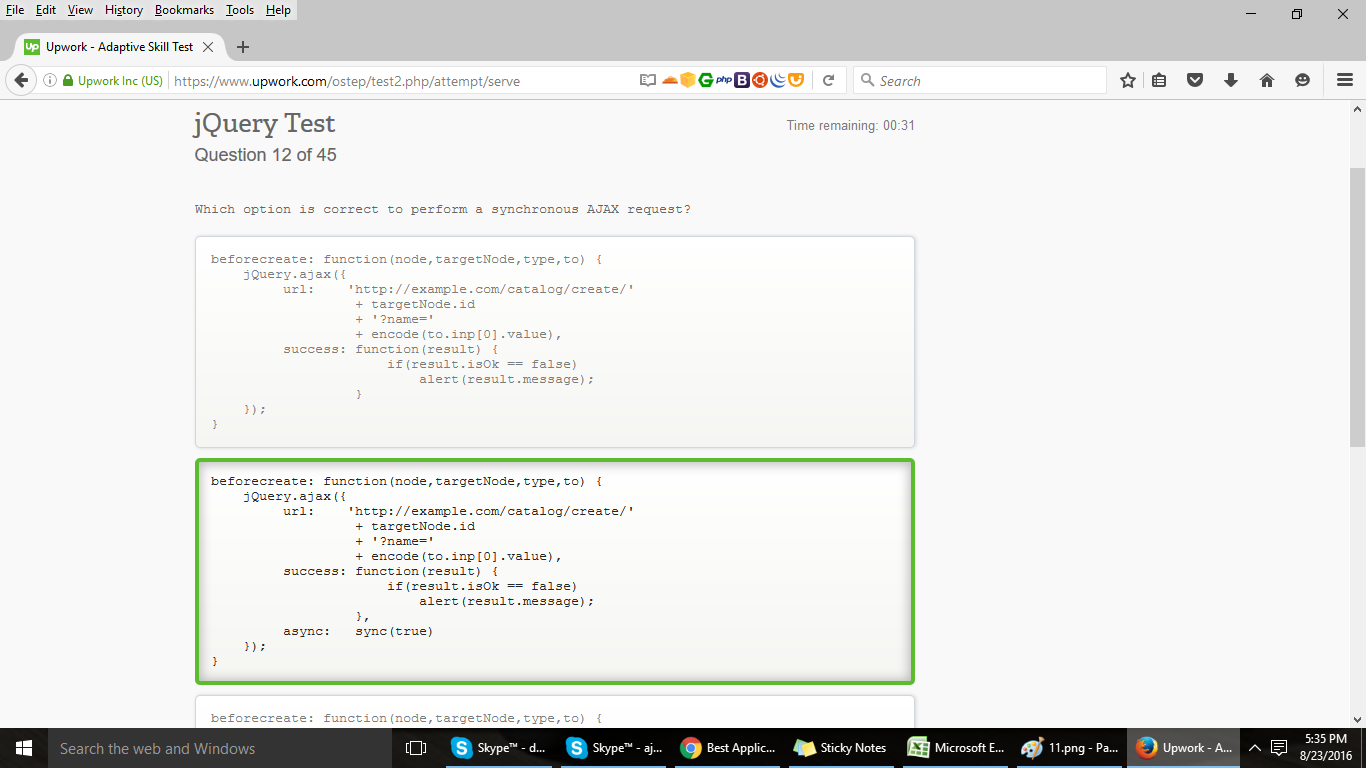 File Edit View History Bookmarks Tools Help
Upwork - Adaptive Skill Test
Upwork Inc (US) https://www.upwork.com/ostep/test2.php/attempt/serve Search
jQuery Test
Time remaining: 00:31
Question 12 of 45
Which option is correct to perform a synchronous AJAX request?
beforecreate: function(node,targetNode,type,to) {
    jQuery.ajax({
         url:    'http://example.com/catalog/create/'
                  + targetNode.id
                  + '?name='
                  + encode(to.inp[0].value),
         success: function(result) {
                      if(result.isOk == false)
                          alert(result.message);
                  }
    });
}
beforecreate: function(node,targetNode,type,to) {
    jQuery.ajax({
         url:    'http://example.com/catalog/create/'
                  + targetNode.id
                  + '?name='
                  + encode(to.inp[0].value),
         success: function(result) {
                      if(result.isOk == false)
                          alert(result.message);
                  },
         async:   sync(true)
    });
}
beforecreate: function(node,targetNode,type,to) {
Search the web and Windows
Skype™ - d...
Skype™ - aj...
Best Applic...
Sticky Notes
Microsoft E...
11.png - Pa...
Upwork - A...
5:35 PM
8/23/2016